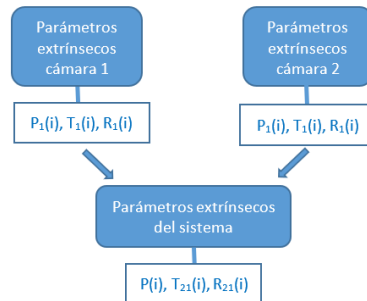 Parámetros
extrínsecos
cámara 1
Parámetros
extrínsecos
cámara 2
P₁(i), T₁(i), R₁(i)
P₁(i), T₁(i), R₁(i)
Parámetros extrínsecos
del sistema
P(i), T₂₁(i), R₂₁(i)